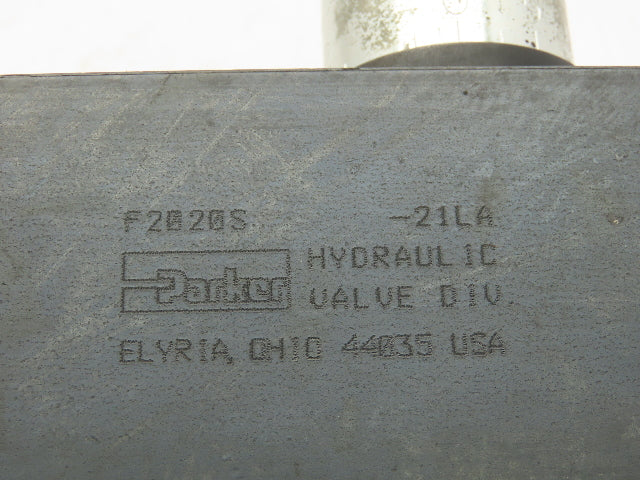 F2020S -21LA
Parker HYDRAULIC
VALVE DIV.
ELYRIA, OHIO 44035 USA